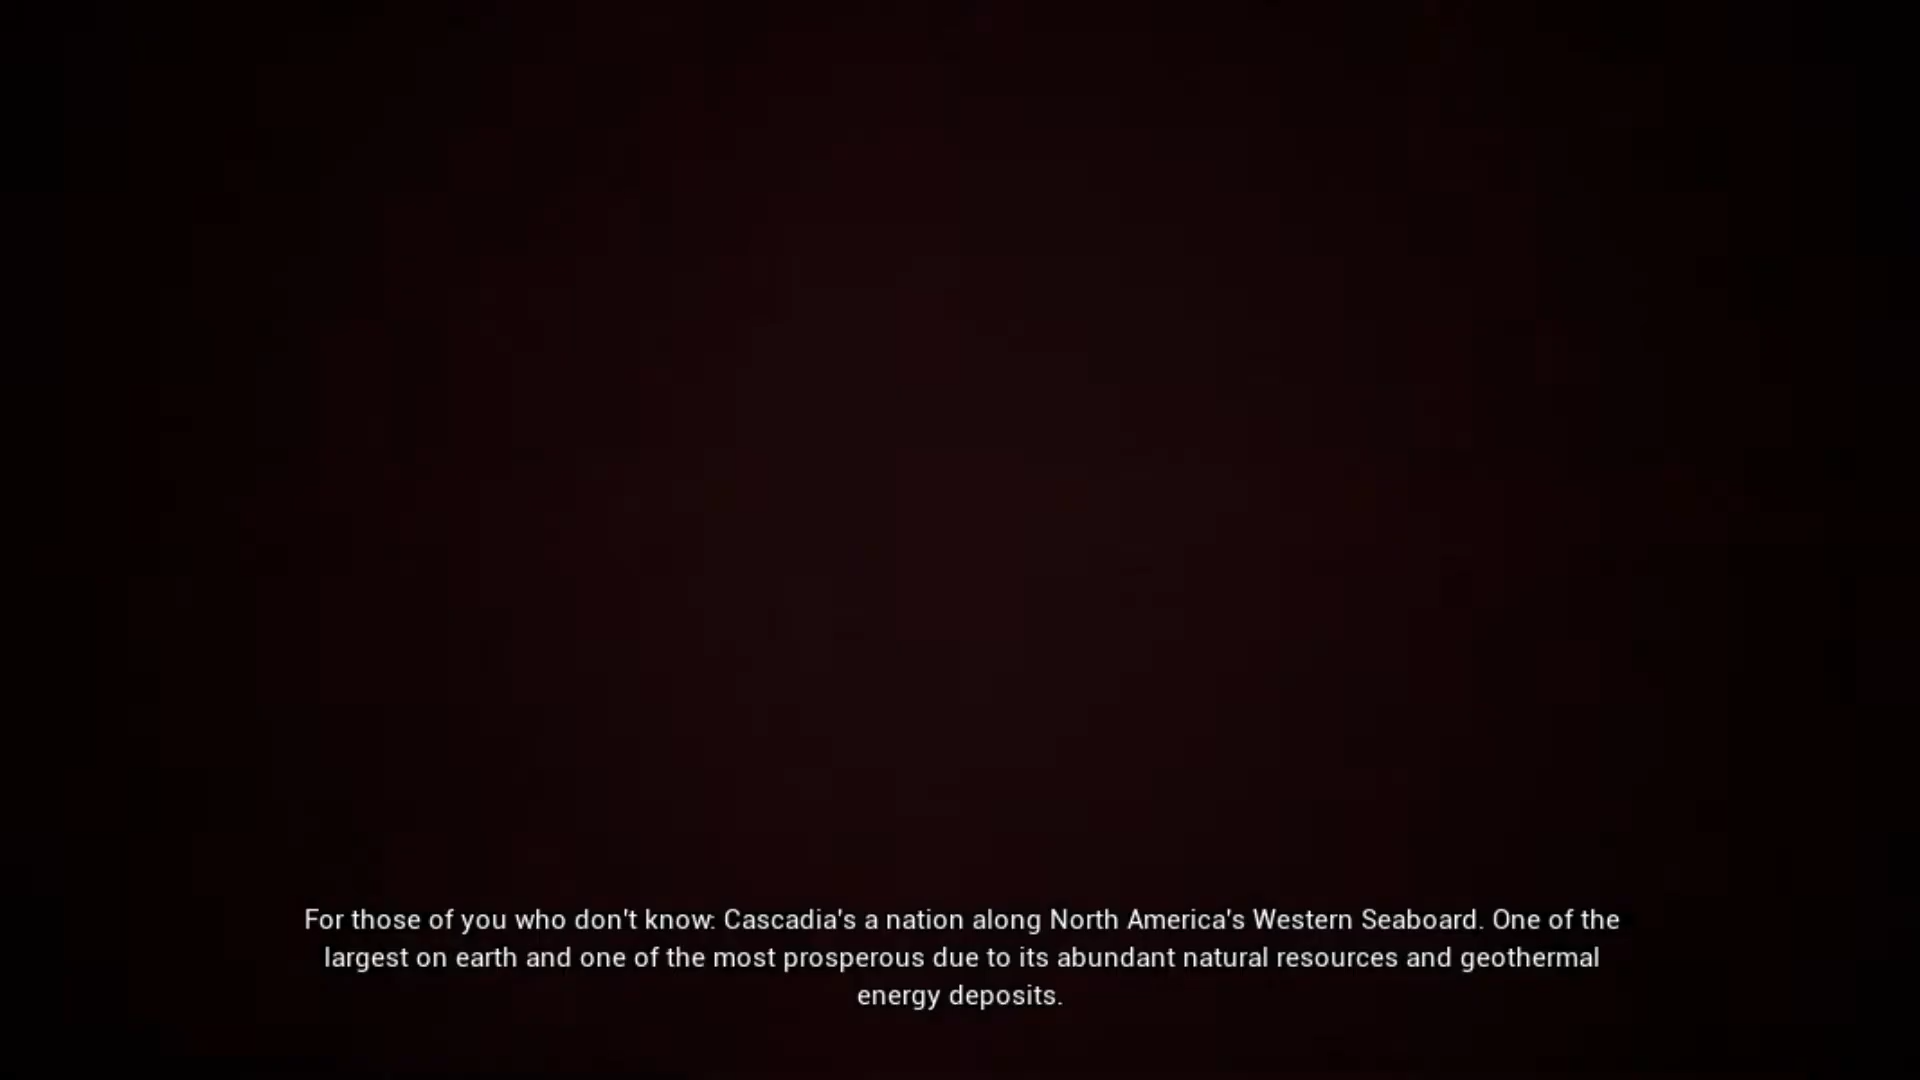 For those of you who don't know: Cascadia's a nation along North America's Western Seaboard. One of the
largest on earth and one of the most prosperous due to its abundant natural resources and geothermal
energy deposits.